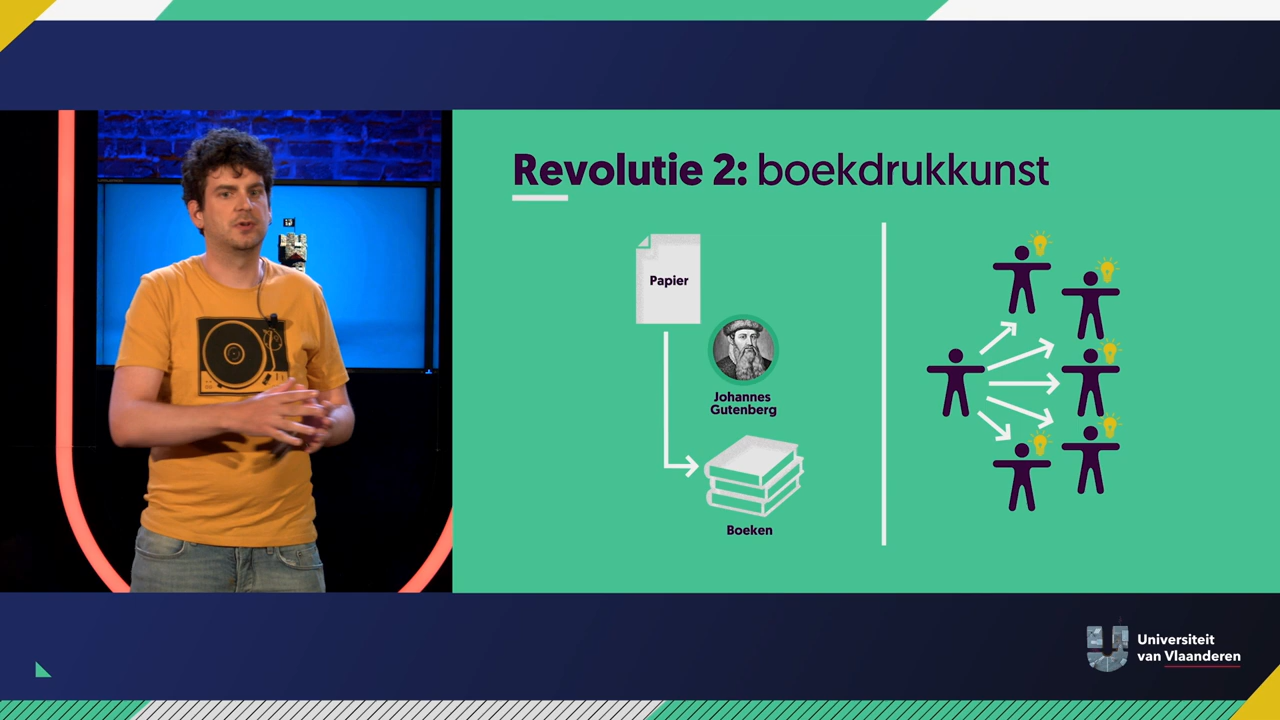 Revolutie 2: boekdrukkunst
Papier
Johannes
Gutenberg
Boeken
Universiteit
van Vlaanderen